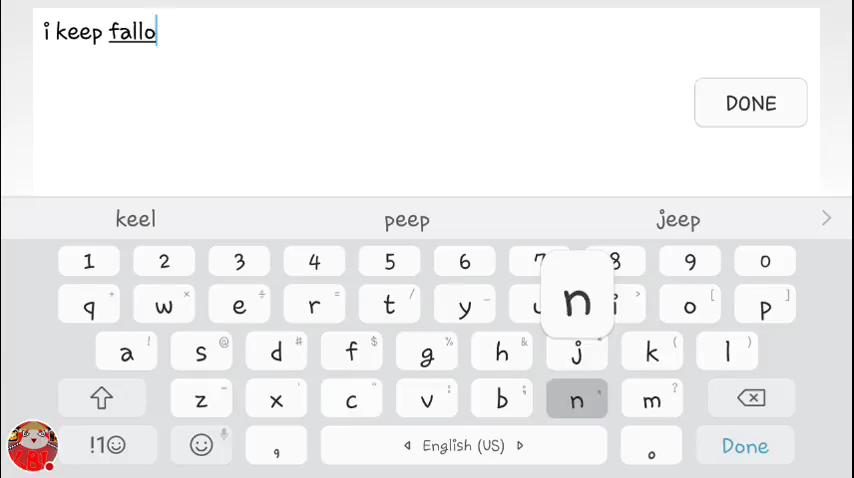 i keep fallo
DONE
keel peep jeep >
1 2 3 4 5 6 7 8 9 0
q + w × e ÷ r = t / y _ u i > o [ p ]
n
a ! s @ d # f $ g % h & j k ( l )
z - x ' c " v : b ; n , m ?
!1☺ , ◂ English (US) ▸ . Done